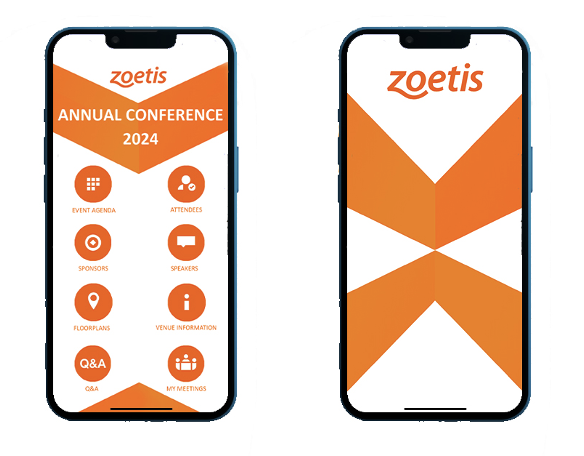 zoetis
ANNUAL CONFERENCE
2024
EVENT AGENDA
ATTENDEES
SPONSORS
SPEAKERS
FLOORPLANS
VENUE INFORMATION
Q&A
Q&A
MY MEETINGS
zoetis